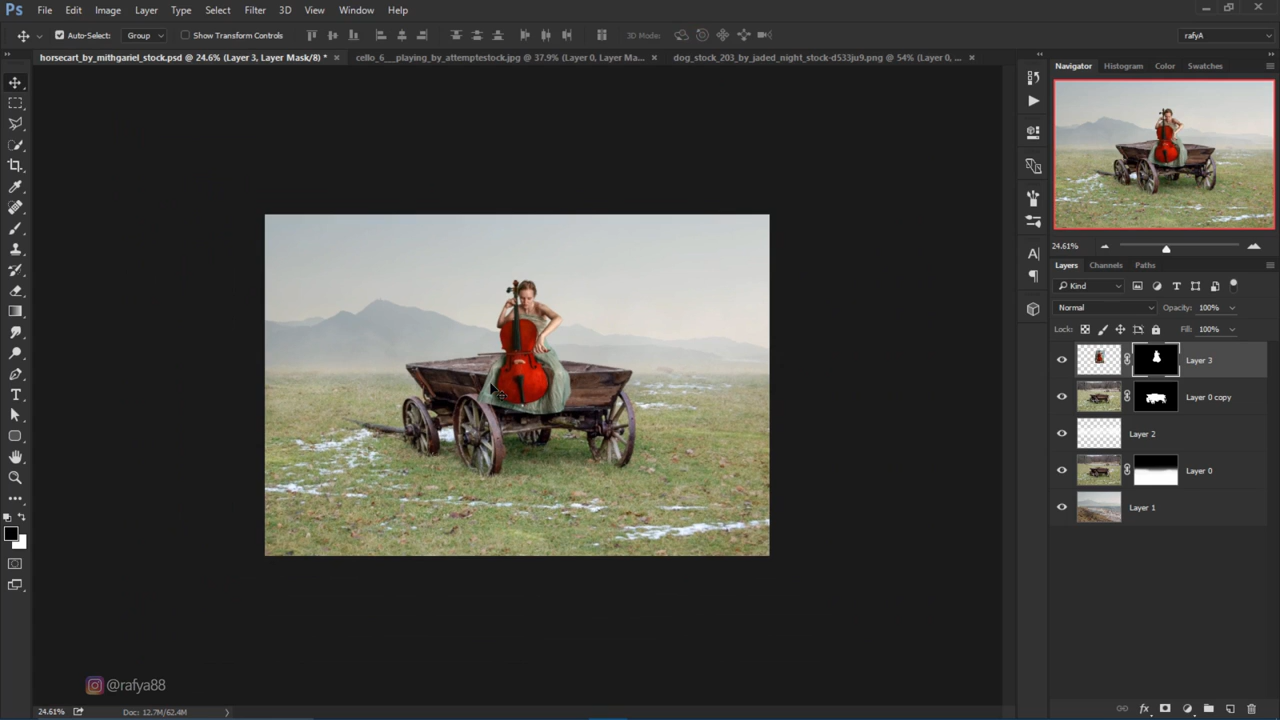 Ps File Edit Image Layer Type Select Filter 3D View Window Help
Auto-Select: Group Show Transform Controls 3D Mode: rafyA
horsecart_by_mithgariel_stock.psd @ 24.6% (Layer 3, Layer Mask/8) * × cello_6__playing_by_attemptestock.jpg @ 37.9% (Layer 0, Layer Ma... × dog_stock_203_by_jaded_night_stock-d533ju9.png @ 54% (Layer 0, ... ×
Navigator Histogram Color Swatches
24.61%
Layers Channels Paths
Kind
Normal Opacity: 100%
Lock: Fill: 100%
Layer 3
Layer 0 copy
Layer 2
Layer 0
Layer 1
@rafya88
24.61% Doc: 12.7M/62.4M
fx